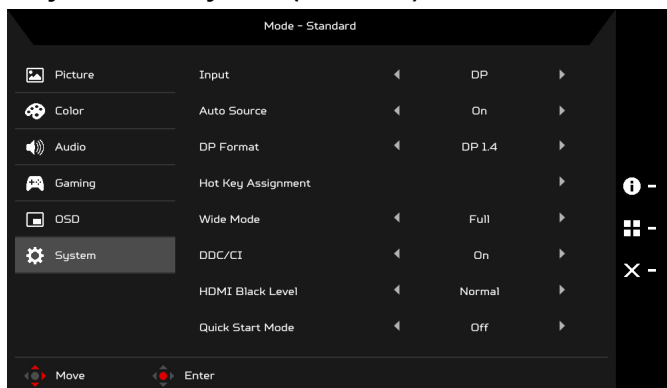 Mode - Standard
Picture Input DP
Color Auto Source On
Audio DP Format DP 1.4
Gaming Hot Key Assignment
OSD Wide Mode Full
System DDC/CI On
HDMI Black Level Normal
Quick Start Mode Off
Move Enter